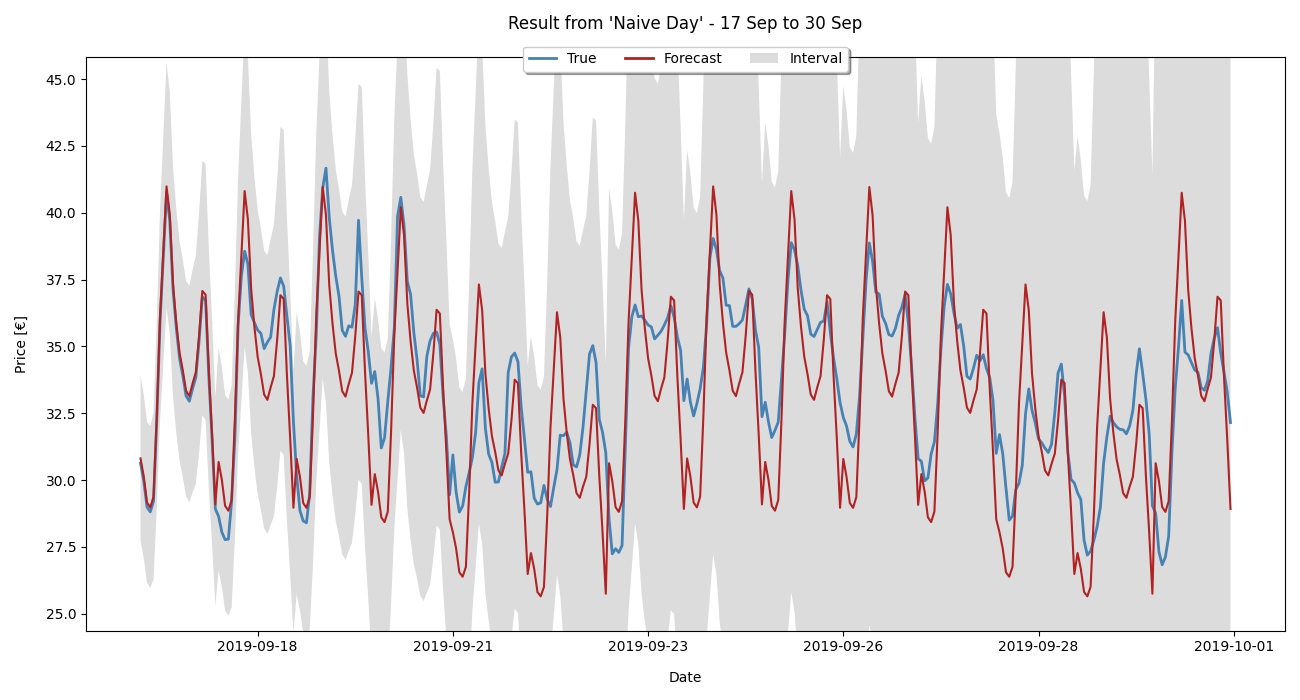 Result from 'Naive Day' - 17 Sep to 30 Sep
True Forecast Interval
45.0
42.5
40.0
37.5
35.0
32.5
30.0
27.5
25.0
Price [€]
2019-09-18 2019-09-21 2019-09-23 2019-09-26 2019-09-28 2019-10-01
Date